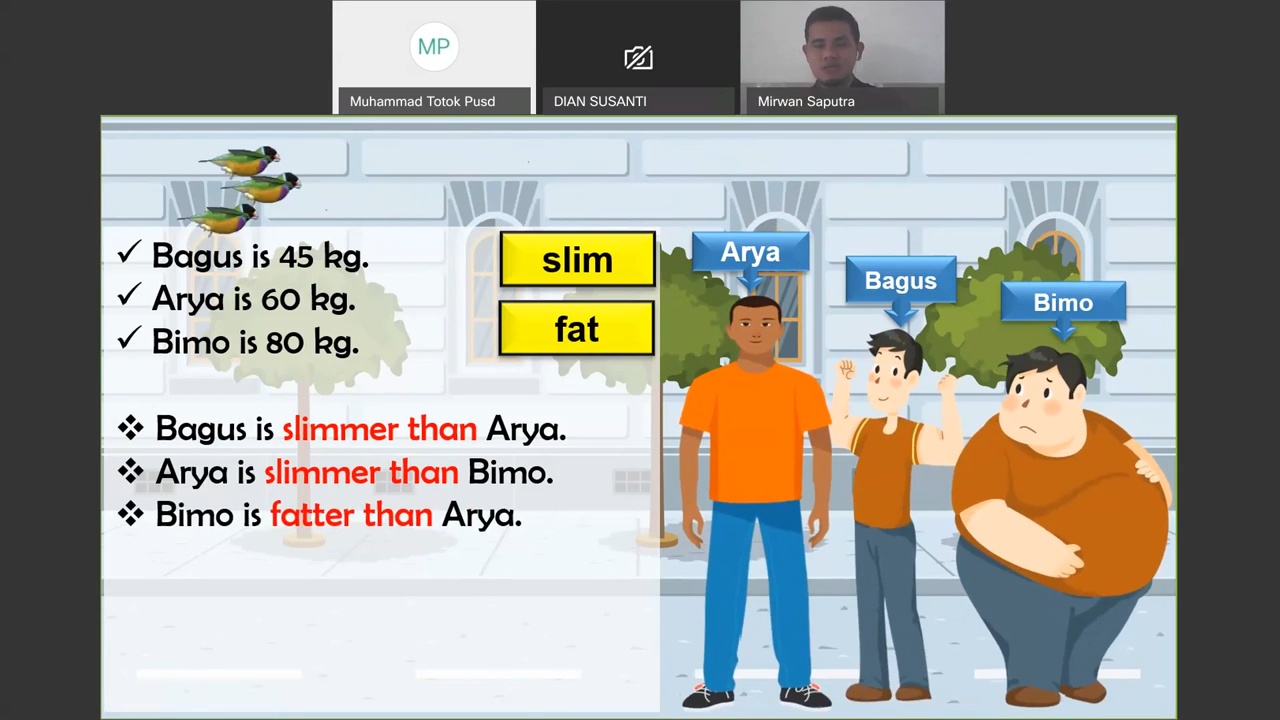 MP
Muhammad Totok Pusd
DIAN SUSANTI
Mirwan Saputra
Bagus is 45 kg.
Arya is 60 kg.
Bimo is 80 kg.
slim
fat
Bagus is slimmer than Arya.
Arya is slimmer than Bimo.
Bimo is fatter than Arya.
Arya
Bagus
Bimo